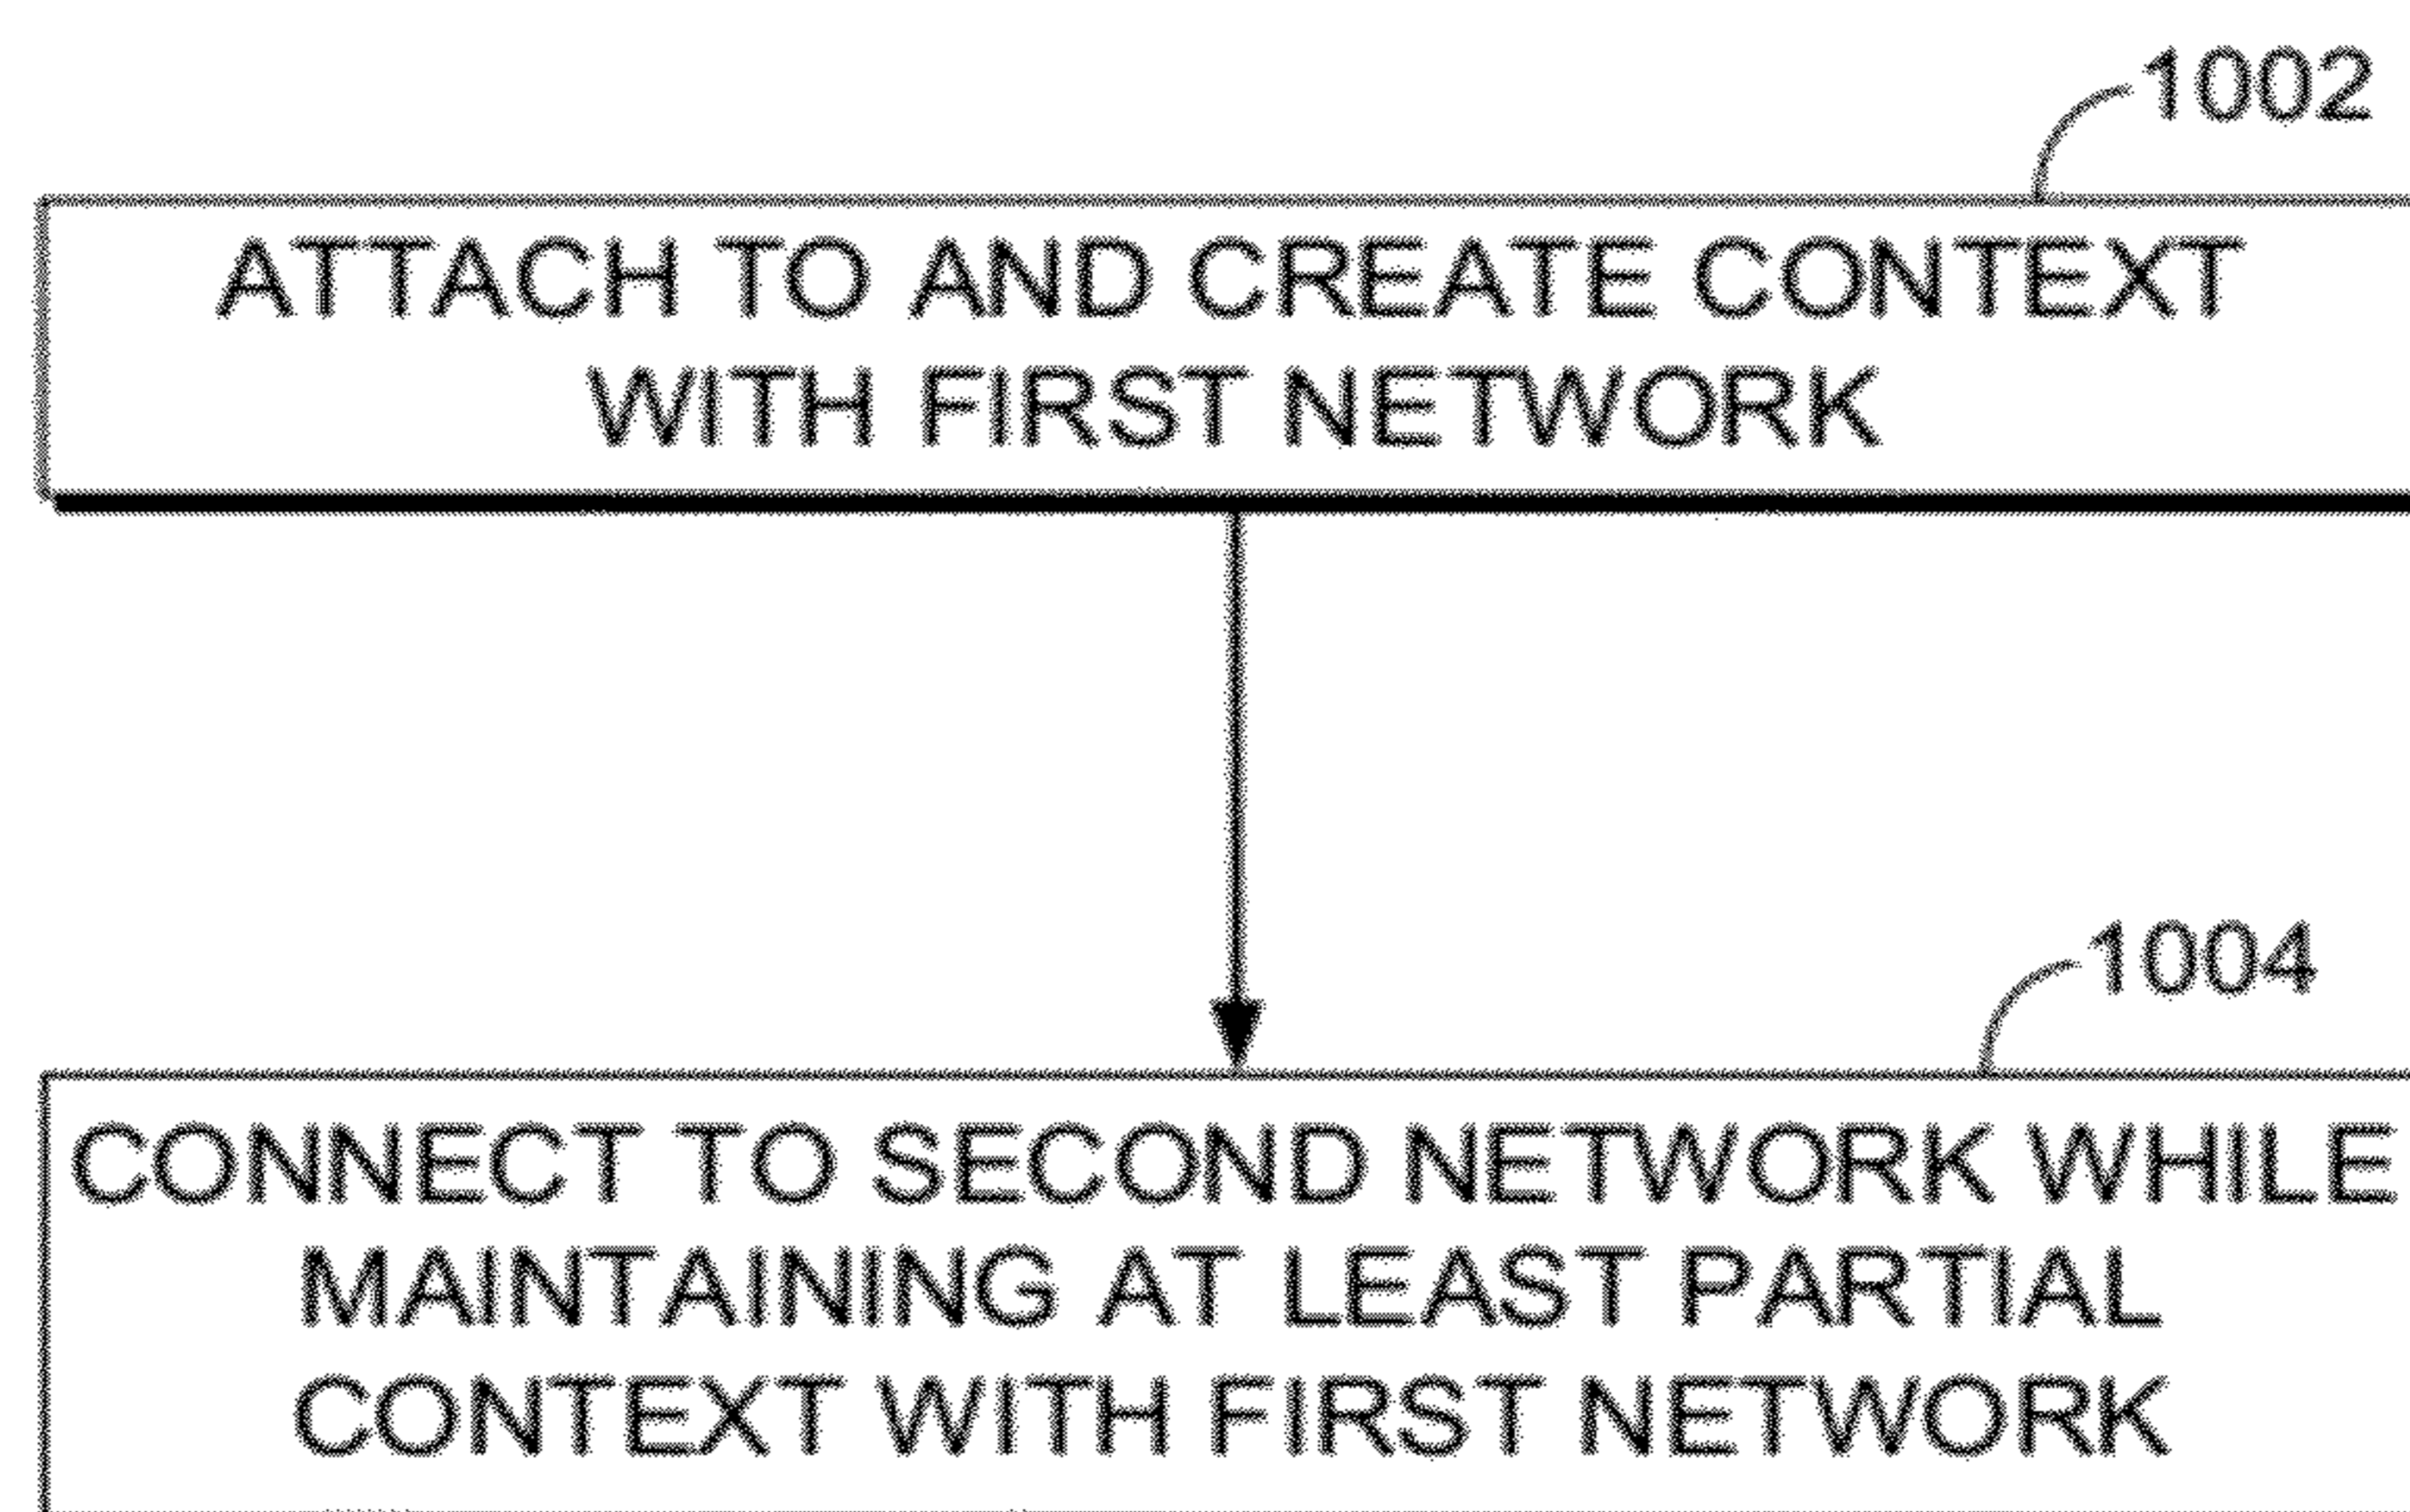 1002
ATTACH TO AND CREATE CONTEXT
WITH FIRST NETWORK
1004
CONNECT TO SECOND NETWORK WHILE
MAINTAINING AT LEAST PARTIAL
CONTEXT WITH FIRST NETWORK